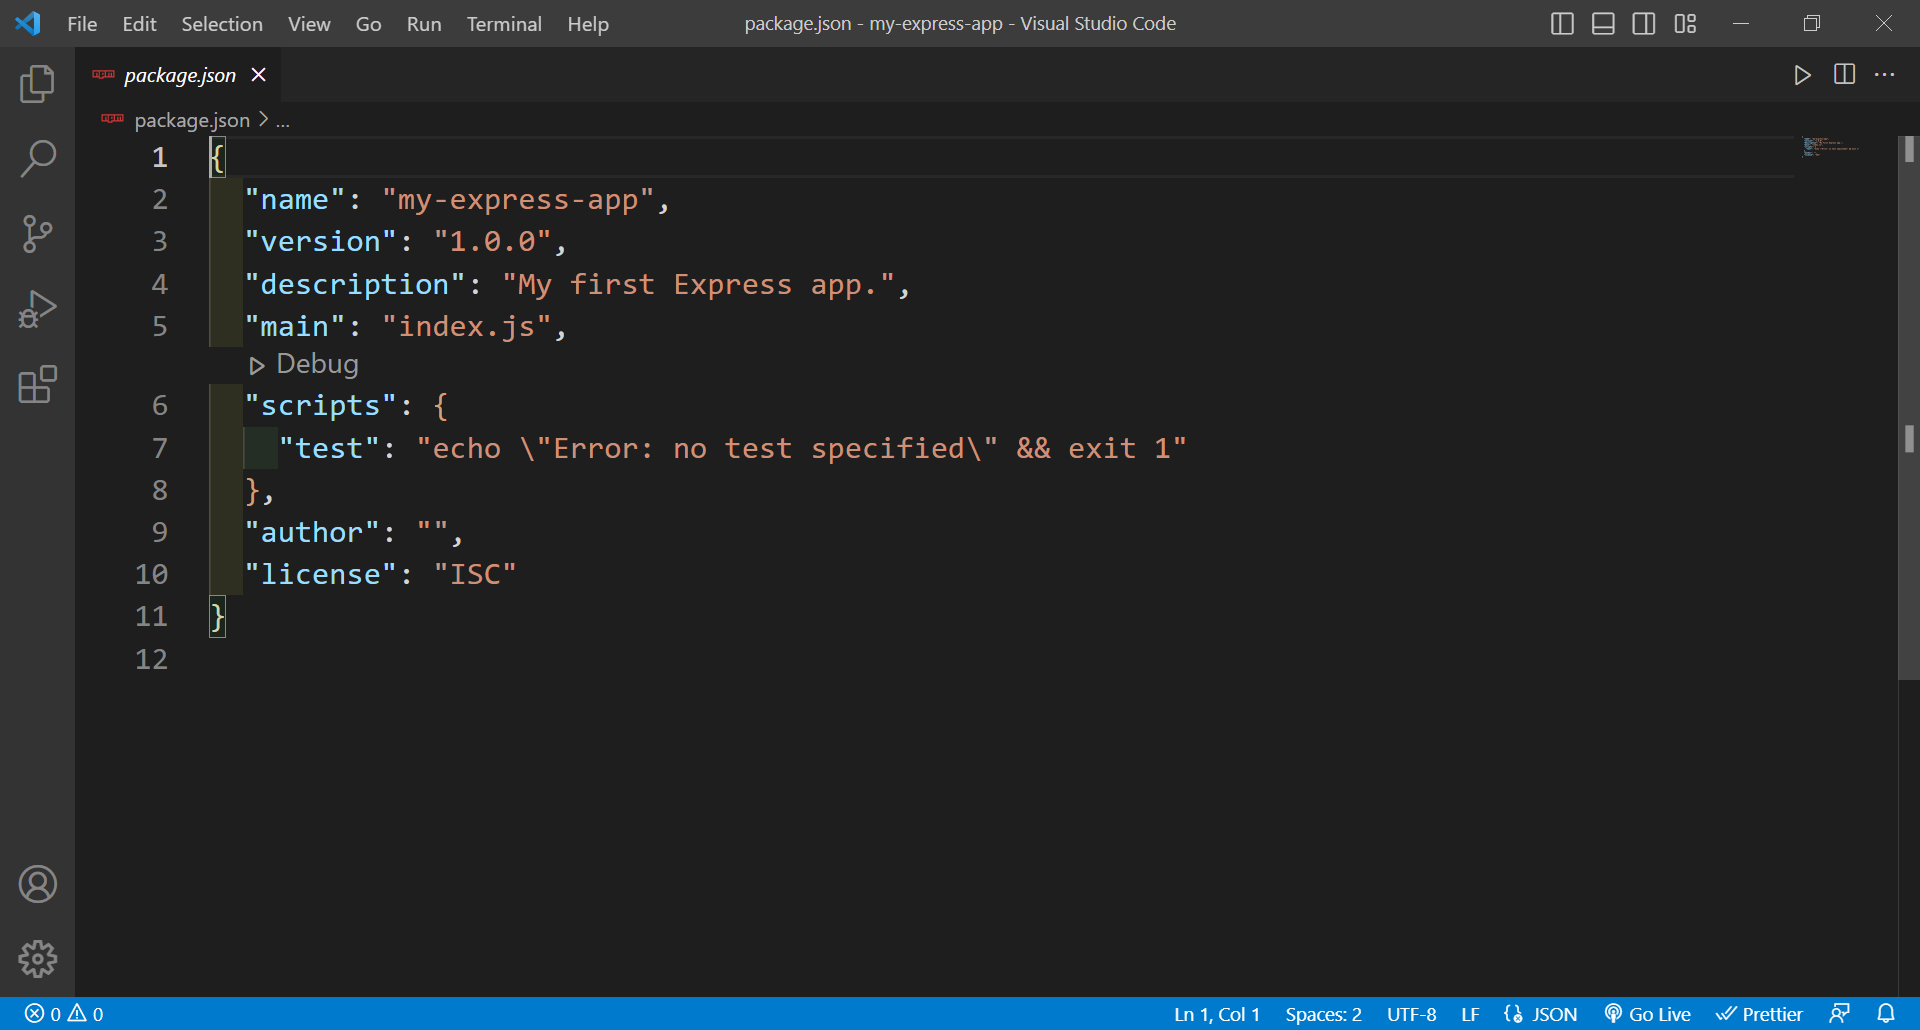 File Edit Selection View Go Run Terminal Help package.json - my-express-app - Visual Studio Code
package.json
package.json > ...
1 {
2 "name": "my-express-app",
3 "version": "1.0.0",
4 "description": "My first Express app.",
5 "main": "index.js",
Debug
6 "scripts": {
7 "test": "echo \"Error: no test specified\" && exit 1"
8 },
9 "author": "",
10 "license": "ISC"
11 }
12
0 0 Ln 1, Col 1 Spaces: 2 UTF-8 LF JSON Go Live Prettier